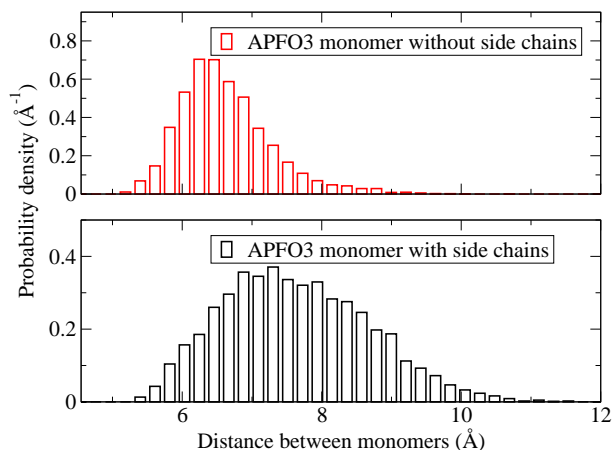 0.8
0.6
0.4
0.2
0
APFO3 monomer without side chains
Probability density (Å⁻¹)
0.4
0.2
0
APFO3 monomer with side chains
6 8 10 12
Distance between monomers (Å)